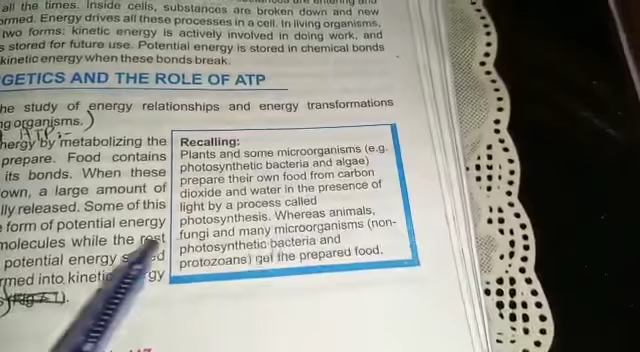 all the times. Inside cells, substances are broken down and new
ormed. Energy drives all these processes in a cell. In living organisms,
two forms: kinetic energy is actively involved in doing work, and
s stored for future use. Potential energy is stored in chemical bonds
kinetic energy when these bonds break.
GETICS AND THE ROLE OF ATP
he study of energy relationships and energy transformations
ng organisms.)
ATP:-
nergy by metabolizing the
prepare. Food contains
its bonds. When these
own, a large amount of
lly released. Some of this
form of potential energy
molecules while the rest
potential energy s ed
rmed into kinetic gy
Recalling:
Plants and some microorganisms (e.g.
photosynthetic bacteria and algae)
prepare their own food from carbon
dioxide and water in the presence of
light by a process called
photosynthesis. Whereas animals,
fungi and many microorganisms (non-
photosynthetic bacteria and
protozoans) get the prepared food.